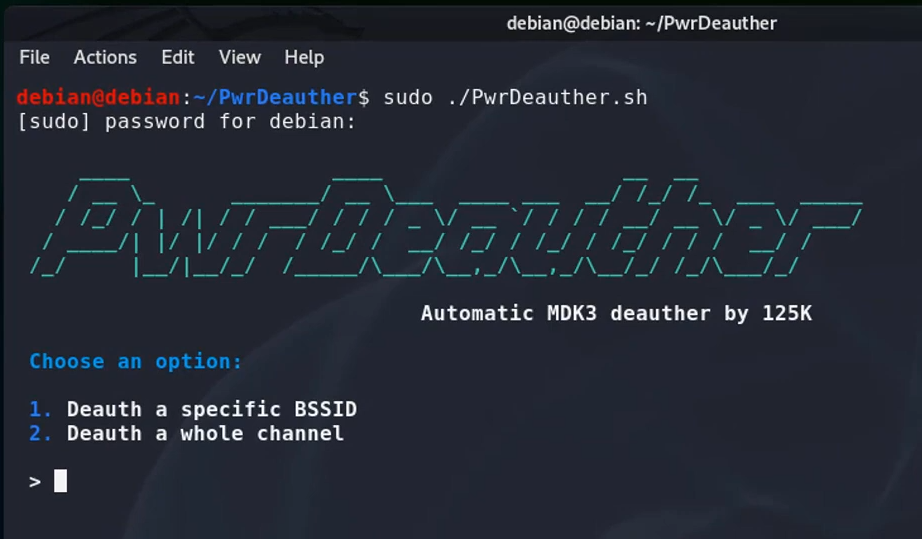 debian@debian: ~/PwrDeauther
File Actions Edit View Help
debian@debian:~/PwrDeauther$ sudo ./PwrDeauther.sh
[sudo] password for debian:
PwrDeauther
Automatic MDK3 deauther by 125K
Choose an option:
1. Deauth a specific BSSID
2. Deauth a whole channel
>